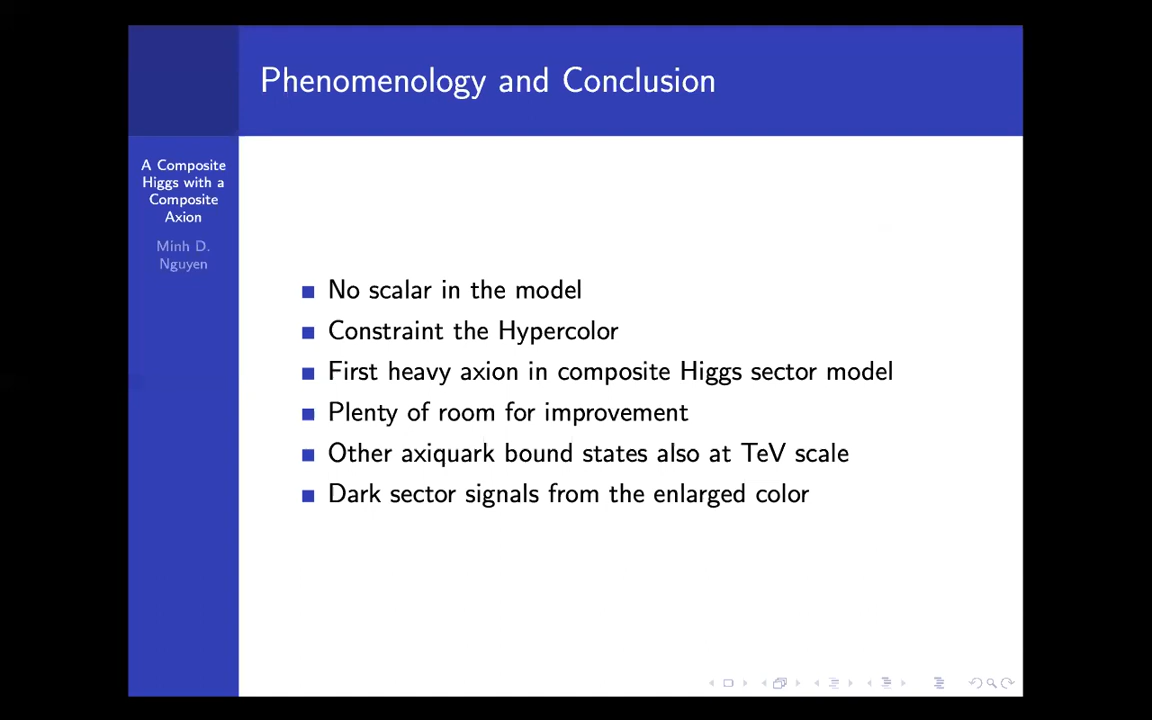 Phenomenology and Conclusion
A Composite
Higgs with a
Composite
Axion
Minh D.
Nguyen
No scalar in the model
Constraint the Hypercolor
First heavy axion in composite Higgs sector model
Plenty of room for improvement
Other axiquark bound states also at TeV scale
Dark sector signals from the enlarged color